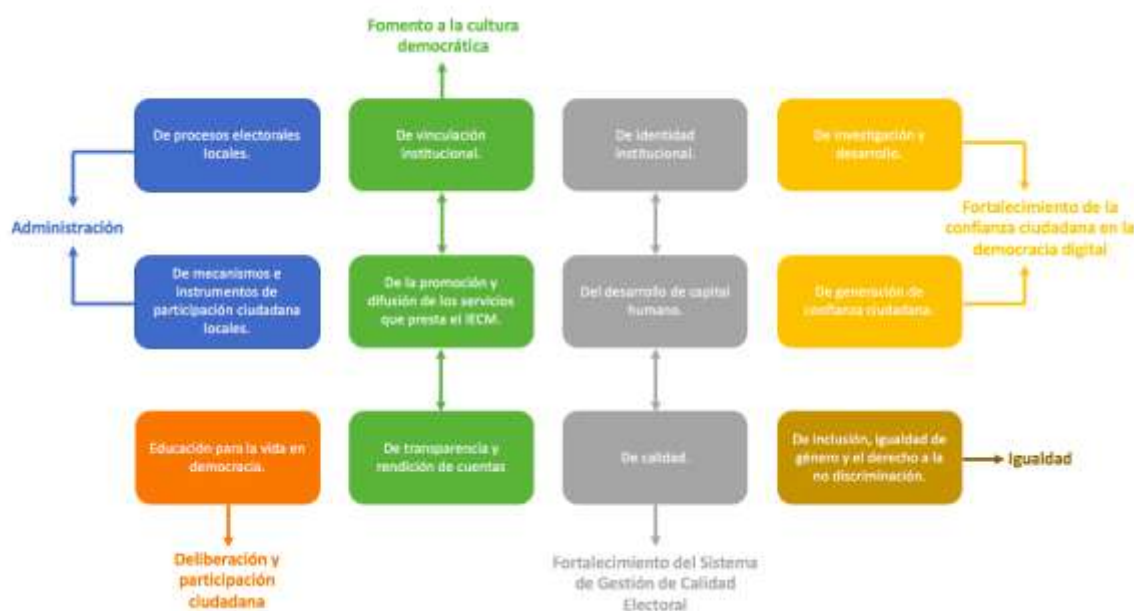 Fomento a la cultura
democrática
De procesos electorales
locales.
De vinculación
institucional.
De identidad
institucional.
De investigación y
desarrollo.
Administración
Fortalecimiento de la
confianza ciudadana en la
democracia digital
De mecanismos e
instrumentos de
participación ciudadana
locales.
De la promoción y
difusión de los servicios
que presta el IECM.
Del desarrollo de capital
humano.
De generación de
confianza ciudadana.
Educación para la vida en
democracia.
De transparencia y
rendición de cuentas
De calidad.
De inclusión, igualdad de
género y el derecho a la
no discriminación.
Igualdad
Deliberación y
participación
ciudadana
Fortalecimiento del Sistema
de Gestión de Calidad
Electoral